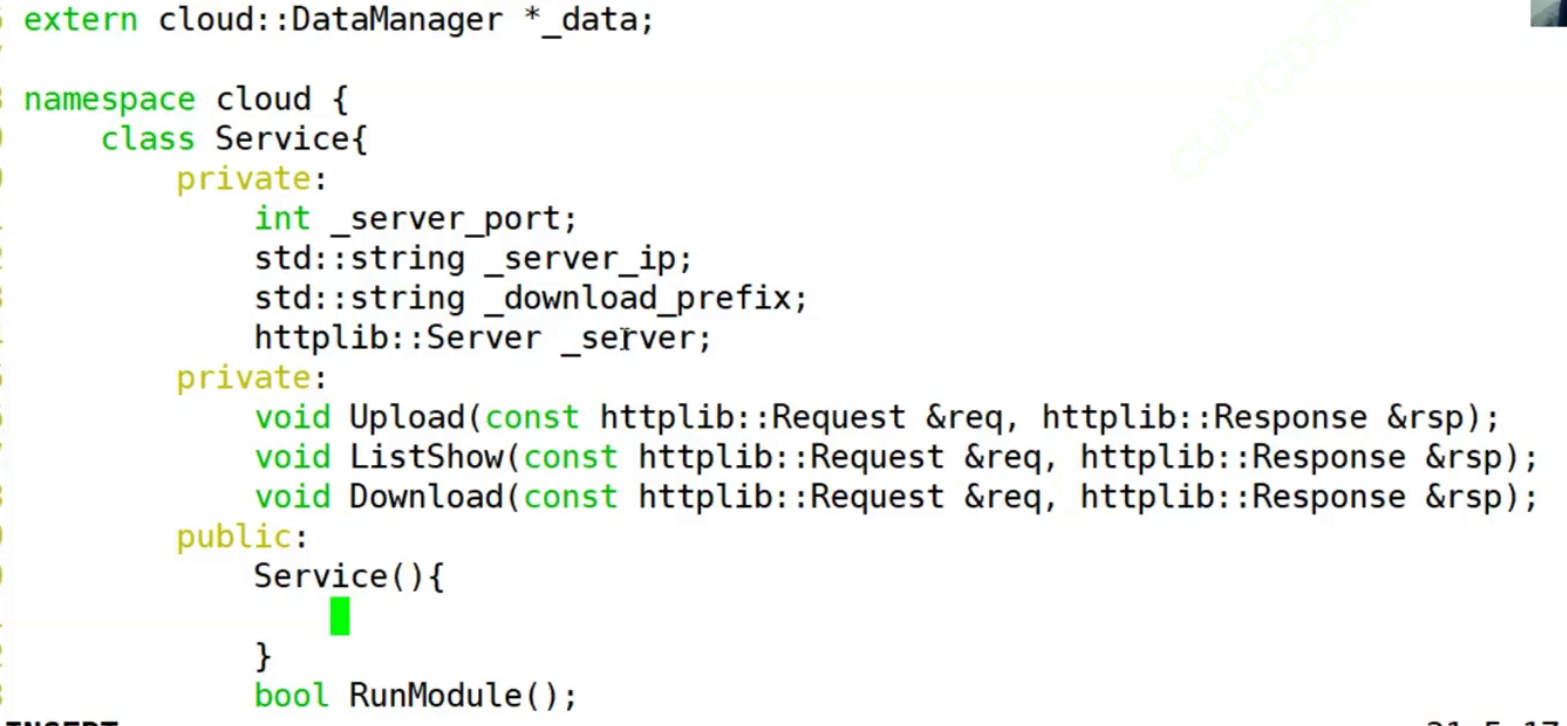 extern cloud::DataManager *_data;
namespace cloud {
class Service{
private:
int _server_port;
std::string _server_ip;
std::string _download_prefix;
httplib::Server _server;
private:
void Upload(const httplib::Request &req, httplib::Response &rsp);
void ListShow(const httplib::Request &req, httplib::Response &rsp);
void Download(const httplib::Request &req, httplib::Response &rsp);
public:
Service(){
}
bool RunModule();